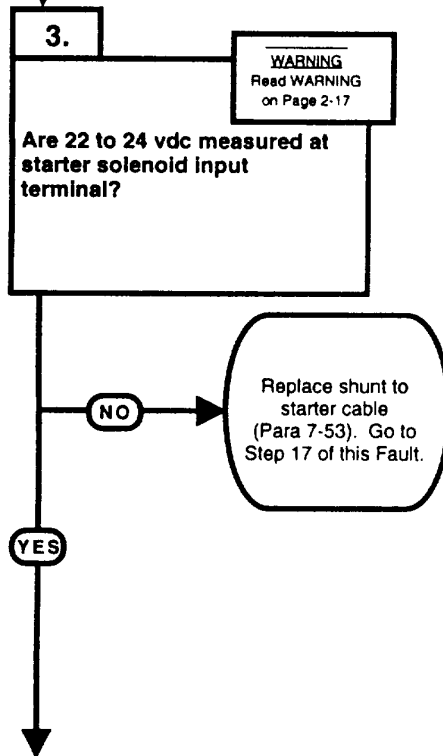 3.
WARNING
Read WARNING
on Page 2-17
Are 22 to 24 vdc measured at
starter solenoid input
terminal?
NO
Replace shunt to
starter cable
(Para 7-53). Go to
Step 17 of this Fault.
YES